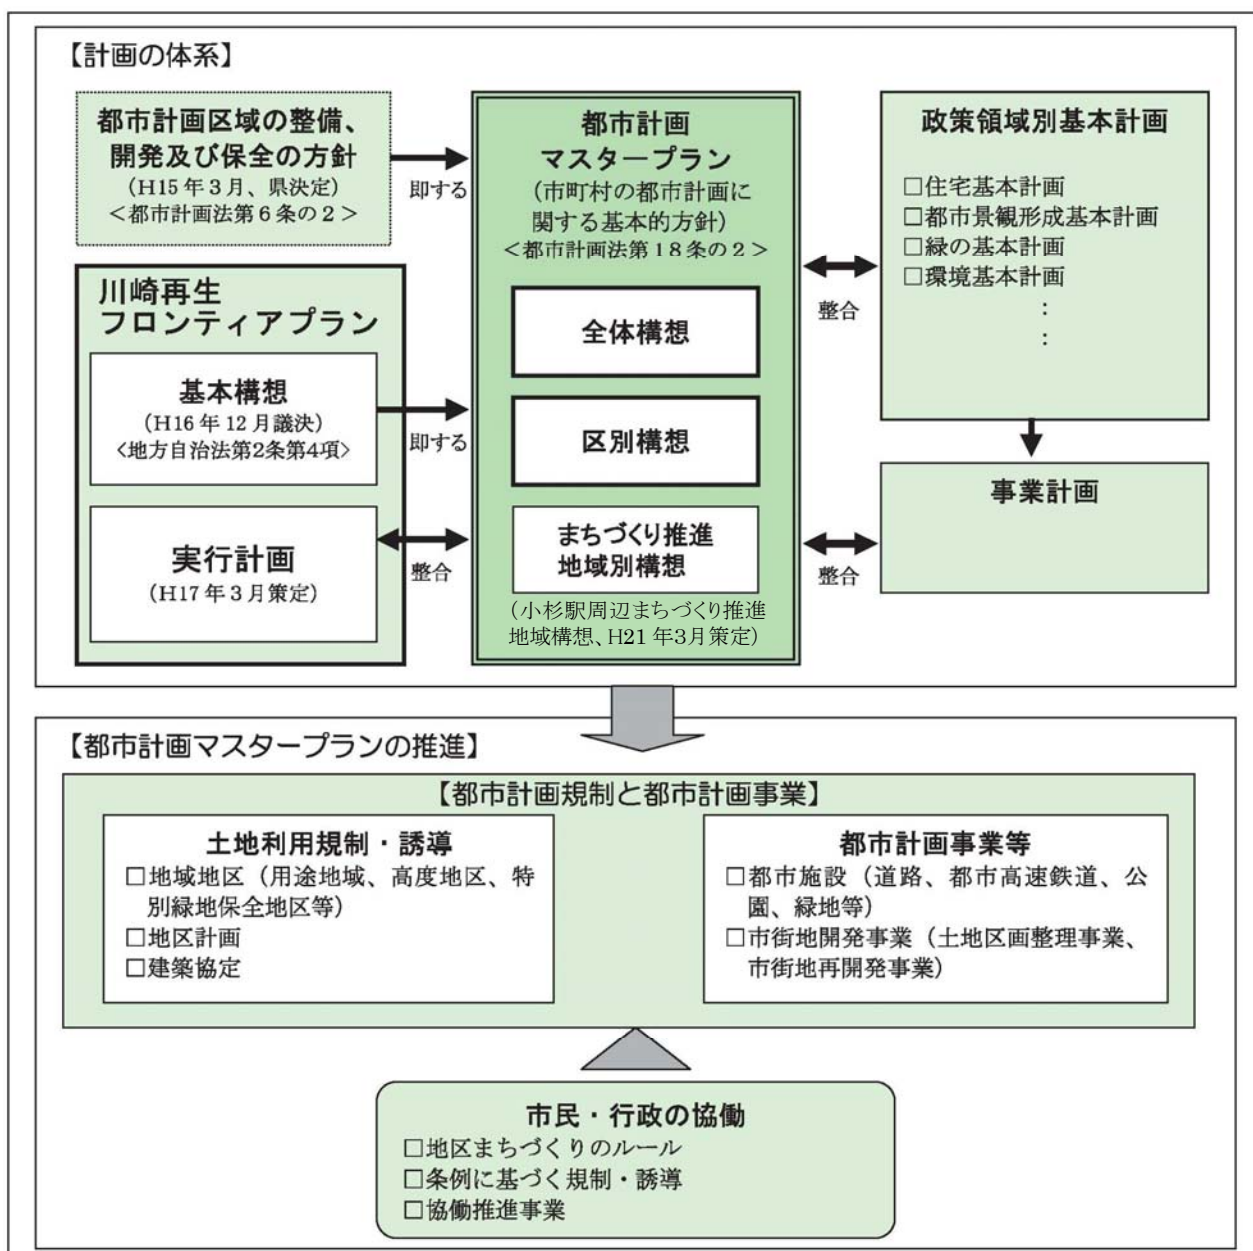 【計画の体系】
都市計画区域の整備、
開発及び保全の方針
（H15年3月、県決定）
＜都市計画法第6条の2＞
即する
川崎再生
フロンティアプラン
基本構想
（H16年12月議決）
<地方自治法第2条第4項>
即する
実行計画
（H17年3月策定）
整合
都市計画
マスタープラン
（市町村の都市計画に
関する基本的方針）
＜都市計画法第18条の2＞
全体構想
区別構想
まちづくり推進
地域別構想
（小杉駅周辺まちづくり推進
地域構想、H21年3月策定）
整合
整合
政策領域別基本計画
□住宅基本計画
□都市景観形成基本計画
□緑の基本計画
□環境基本計画
：
：
事業計画
【都市計画マスタープランの推進】
【都市計画規制と都市計画事業】
土地利用規制・誘導
□地域地区（用途地域、高度地区、特
別緑地保全地区等）
□地区計画
□建築協定
都市計画事業等
□都市施設（道路、都市高速鉄道、公
園、緑地等）
□市街地開発事業（土地区画整理事業、
市街地再開発事業）
市民・行政の協働
□地区まちづくりのルール
□条例に基づく規制・誘導
□協働推進事業